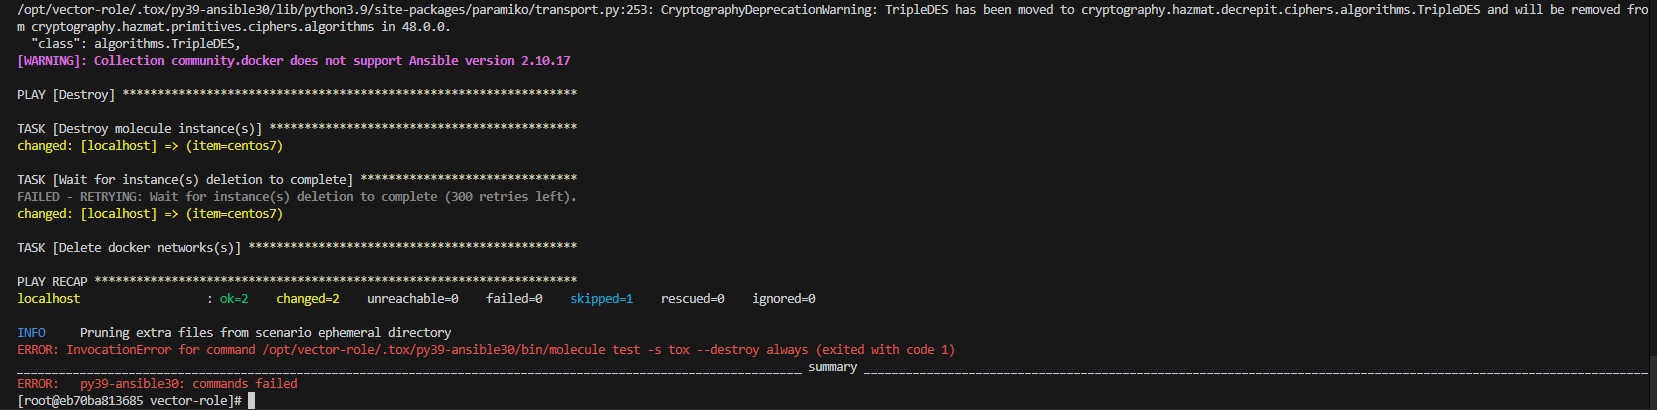 /opt/vector-role/.tox/py39-ansible30/lib/python3.9/site-packages/paramiko/transport.py:253: CryptographyDeprecationWarning: TripleDES has been moved to cryptography.hazmat.decrepit.ciphers.algorithms.TripleDES and will be removed fro
m cryptography.hazmat.primitives.ciphers.algorithms in 48.0.0.
  "class": algorithms.TripleDES,
[WARNING]: Collection community.docker does not support Ansible version 2.10.17

PLAY [Destroy] *****************************************************************

TASK [Destroy molecule instance(s)] ********************************************
changed: [localhost] => (item=centos7)

TASK [Wait for instance(s) deletion to complete] *******************************
FAILED - RETRYING: Wait for instance(s) deletion to complete (300 retries left).
changed: [localhost] => (item=centos7)

TASK [Delete docker networks(s)] ***********************************************

PLAY RECAP *********************************************************************
localhost                  : ok=2    changed=2    unreachable=0    failed=0    skipped=1    rescued=0    ignored=0

INFO     Pruning extra files from scenario ephemeral directory
ERROR: InvocationError for command /opt/vector-role/.tox/py39-ansible30/bin/molecule test -s tox --destroy always (exited with code 1)
________________ summary ________________
ERROR:   py39-ansible30: commands failed
[root@eb70ba813685 vector-role]#